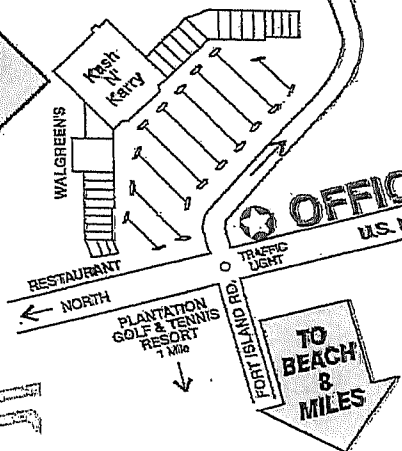 Kash
N'
Karry
WALGREEN'S
OFFIC
U.S.
TRAFFIC
LIGHT
RESTAURANT
← NORTH
PLANTATION
GOLF & TENNIS
RESORT
7 Mile
FORT ISLAND RD.
TO
BEACH
8
MILES